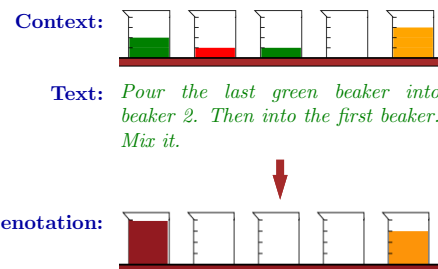 Context:
Text: Pour the last green beaker into
beaker 2. Then into the first beaker.
Mix it.
enotation: